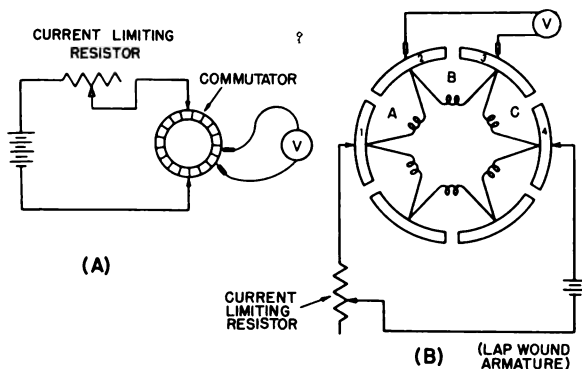 CURRENT LIMITING
RESISTOR
?
COMMUTATOR
V
(A)
V
2
3
B
A
C
1
4
CURRENT
LIMITING
RESISTOR
(B)
(LAP WOUND
ARMATURE)